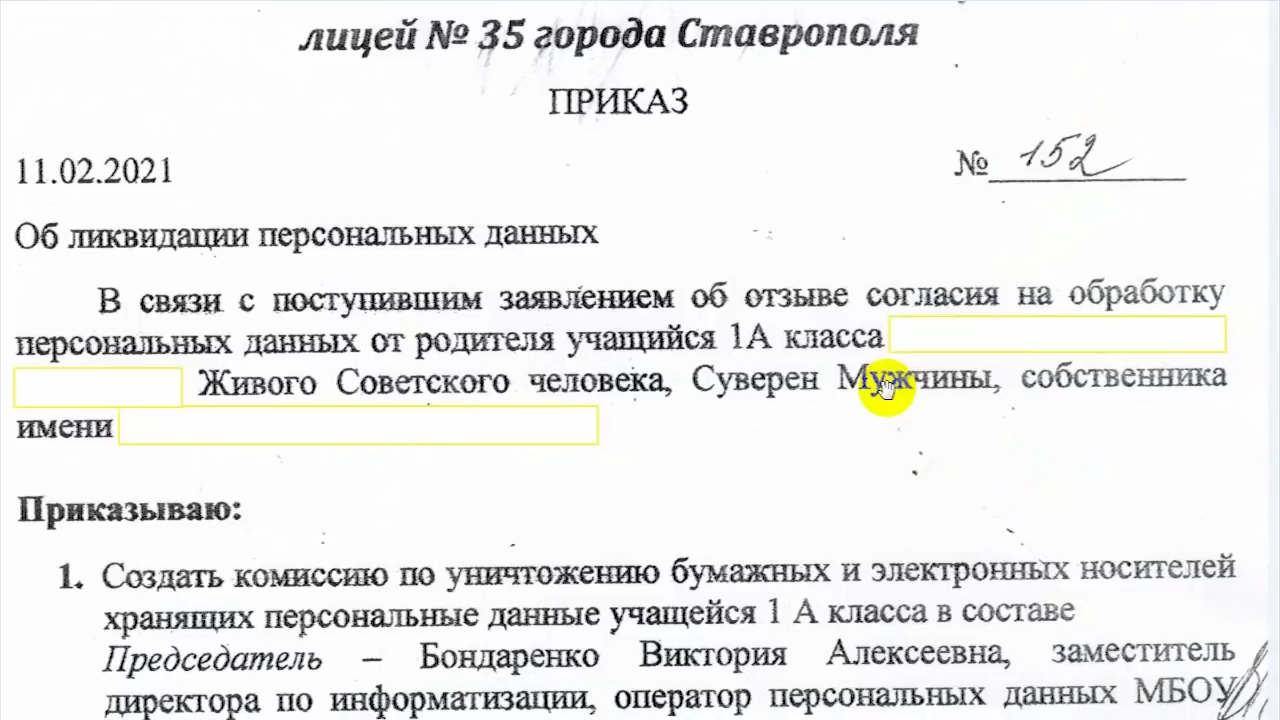 лицей № 35 города Ставрополя
ПРИКАЗ
11.02.2021 № 152
Об ликвидации персональных данных
В связи с поступившим заявлением об отзыве согласия на обработку
персональных данных от родителя учащийся 1А класса
Живого Советского человека, Суверен Мужчины, собственника
имени
Приказываю:
1. Создать комиссию по уничтожению бумажных и электронных носителей
хранящих персональные данные учащейся 1 А класса в составе
Председатель – Бондаренко Виктория Алексеевна, заместитель
директора по информатизации, оператор персональных данных МБОУ